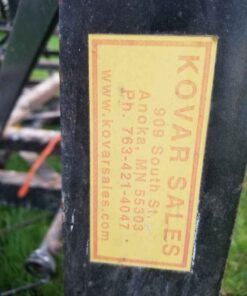 KOVAR SALES
909 South St.
Anoka, MN 55303
Ph. 763-421-4047
www.kovarsales.com